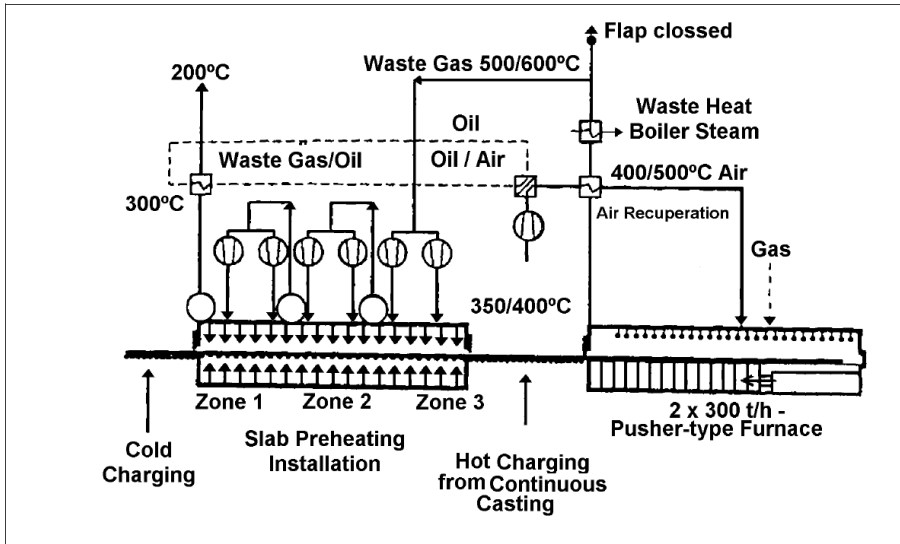 Flap clossed
Waste Gas 500/600ºC
200ºC
Waste Heat
Boiler Steam
Oil
Waste Gas/Oil
Oil / Air
400/500ºC Air
300ºC
Air Recuperation
Gas
350/400ºC
Zone 1
Zone 2
Zone 3
2 x 300 t/h -
Pusher-type Furnace
Slab Preheating
Installation
Cold
Charging
Hot Charging
from Continuous
Casting